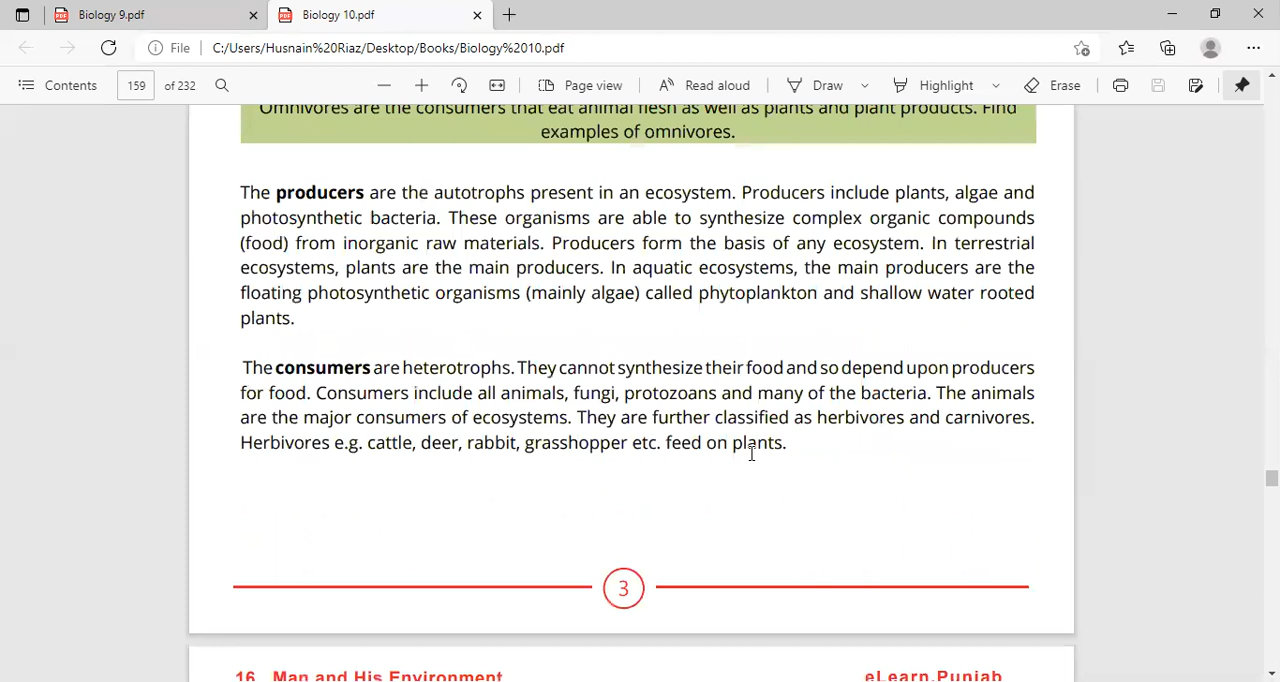 Biology 9.pdf
Biology 10.pdf
File
C:/Users/Husnain%20Riaz/Desktop/Books/Biology%2010.pdf
Contents
159 of 232
Page view
Read aloud
Draw
Highlight
Erase
Omnivores are the consumers that eat animal flesh as well as plants and plant products. Find
examples of omnivores.
The producers are the autotrophs present in an ecosystem. Producers include plants, algae and
photosynthetic bacteria. These organisms are able to synthesize complex organic compounds
(food) from inorganic raw materials. Producers form the basis of any ecosystem. In terrestrial
ecosystems, plants are the main producers. In aquatic ecosystems, the main producers are the
floating photosynthetic organisms (mainly algae) called phytoplankton and shallow water rooted
plants.
The consumers are heterotrophs. They cannot synthesize their food and so depend upon producers
for food. Consumers include all animals, fungi, protozoans and many of the bacteria. The animals
are the major consumers of ecosystems. They are further classified as herbivores and carnivores.
Herbivores e.g. cattle, deer, rabbit, grasshopper etc. feed on plants.
3
16 Man and His Environment
eLearn.Punjab